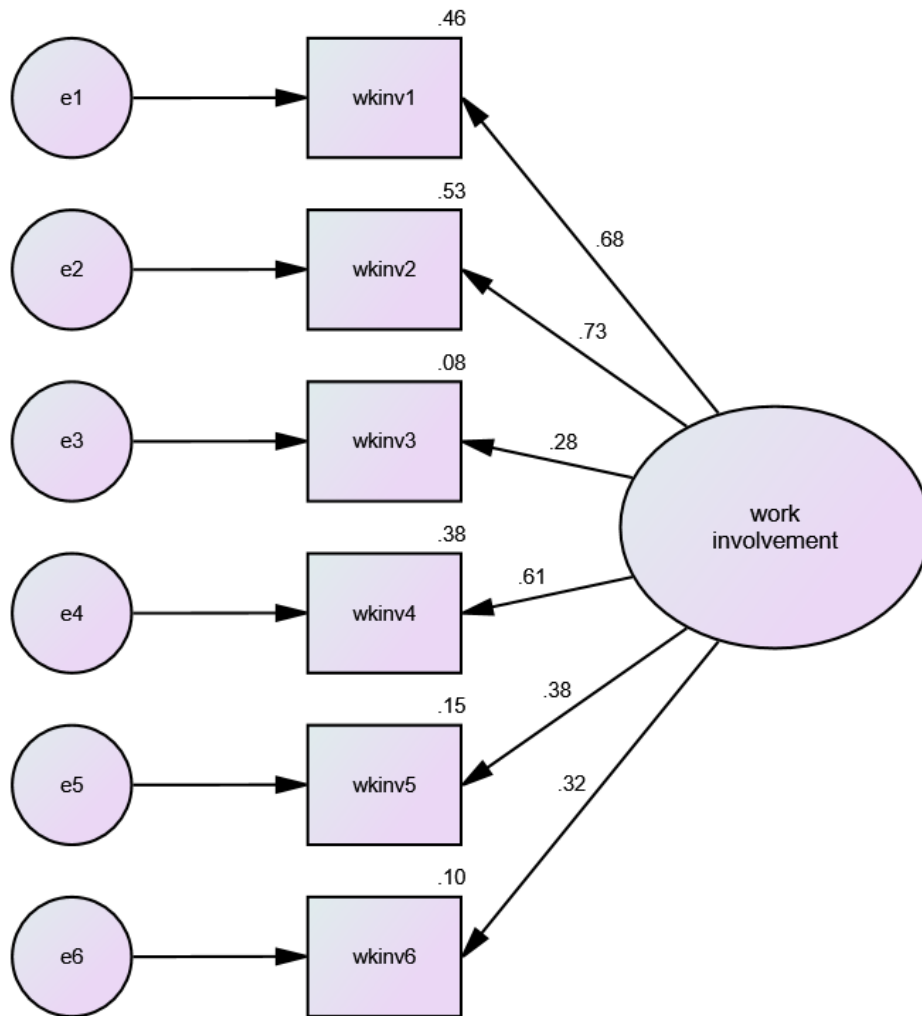 .46
e1
wkinv1
.68
.53
e2
wkinv2
.73
.08
e3
wkinv3
.28
work
involvement
.38
e4
wkinv4
.61
.15
e5
wkinv5
.38
.10
e6
wkinv6
.32